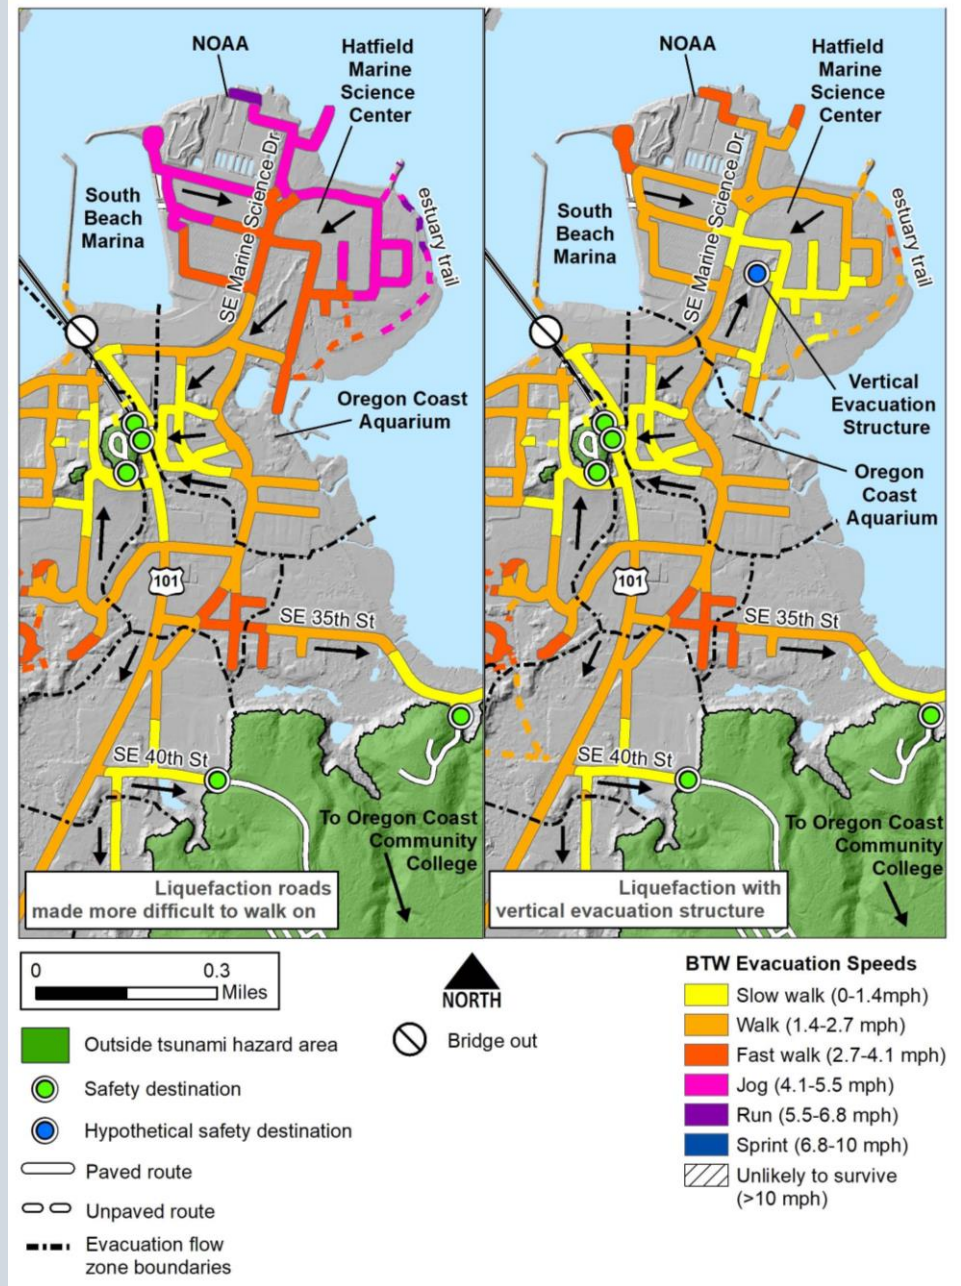 NOAA
Hatfield
Marine
Science
Center
SE Marine Science Dr
South
Beach
Marina
estuary trail
Oregon Coast
Aquarium
101
SE 35th St
SE 40th St
To Oregon Coast
Community
College
Liquefaction roads
made more difficult to walk on
NOAA
Hatfield
Marine
Science
Center
SE Marine Science Dr.
South
Beach
Marina
estuary trail
Vertical
Evacuation
Structure
Oregon
Coast
Aquarium
101
SE 35th St
SE 40th St
To Oregon Coast
Community
College
Liquefaction with
vertical evacuation structure
0 0.3
Miles
NORTH
Bridge out
Outside tsunami hazard area
Safety destination
Hypothetical safety destination
Paved route
Unpaved route
Evacuation flow
zone boundaries
BTW Evacuation Speeds
Slow walk (0-1.4mph)
Walk (1.4-2.7 mph)
Fast walk (2.7-4.1 mph)
Jog (4.1-5.5 mph)
Run (5.5-6.8 mph)
Sprint (6.8-10 mph)
Unlikely to survive
(>10 mph)